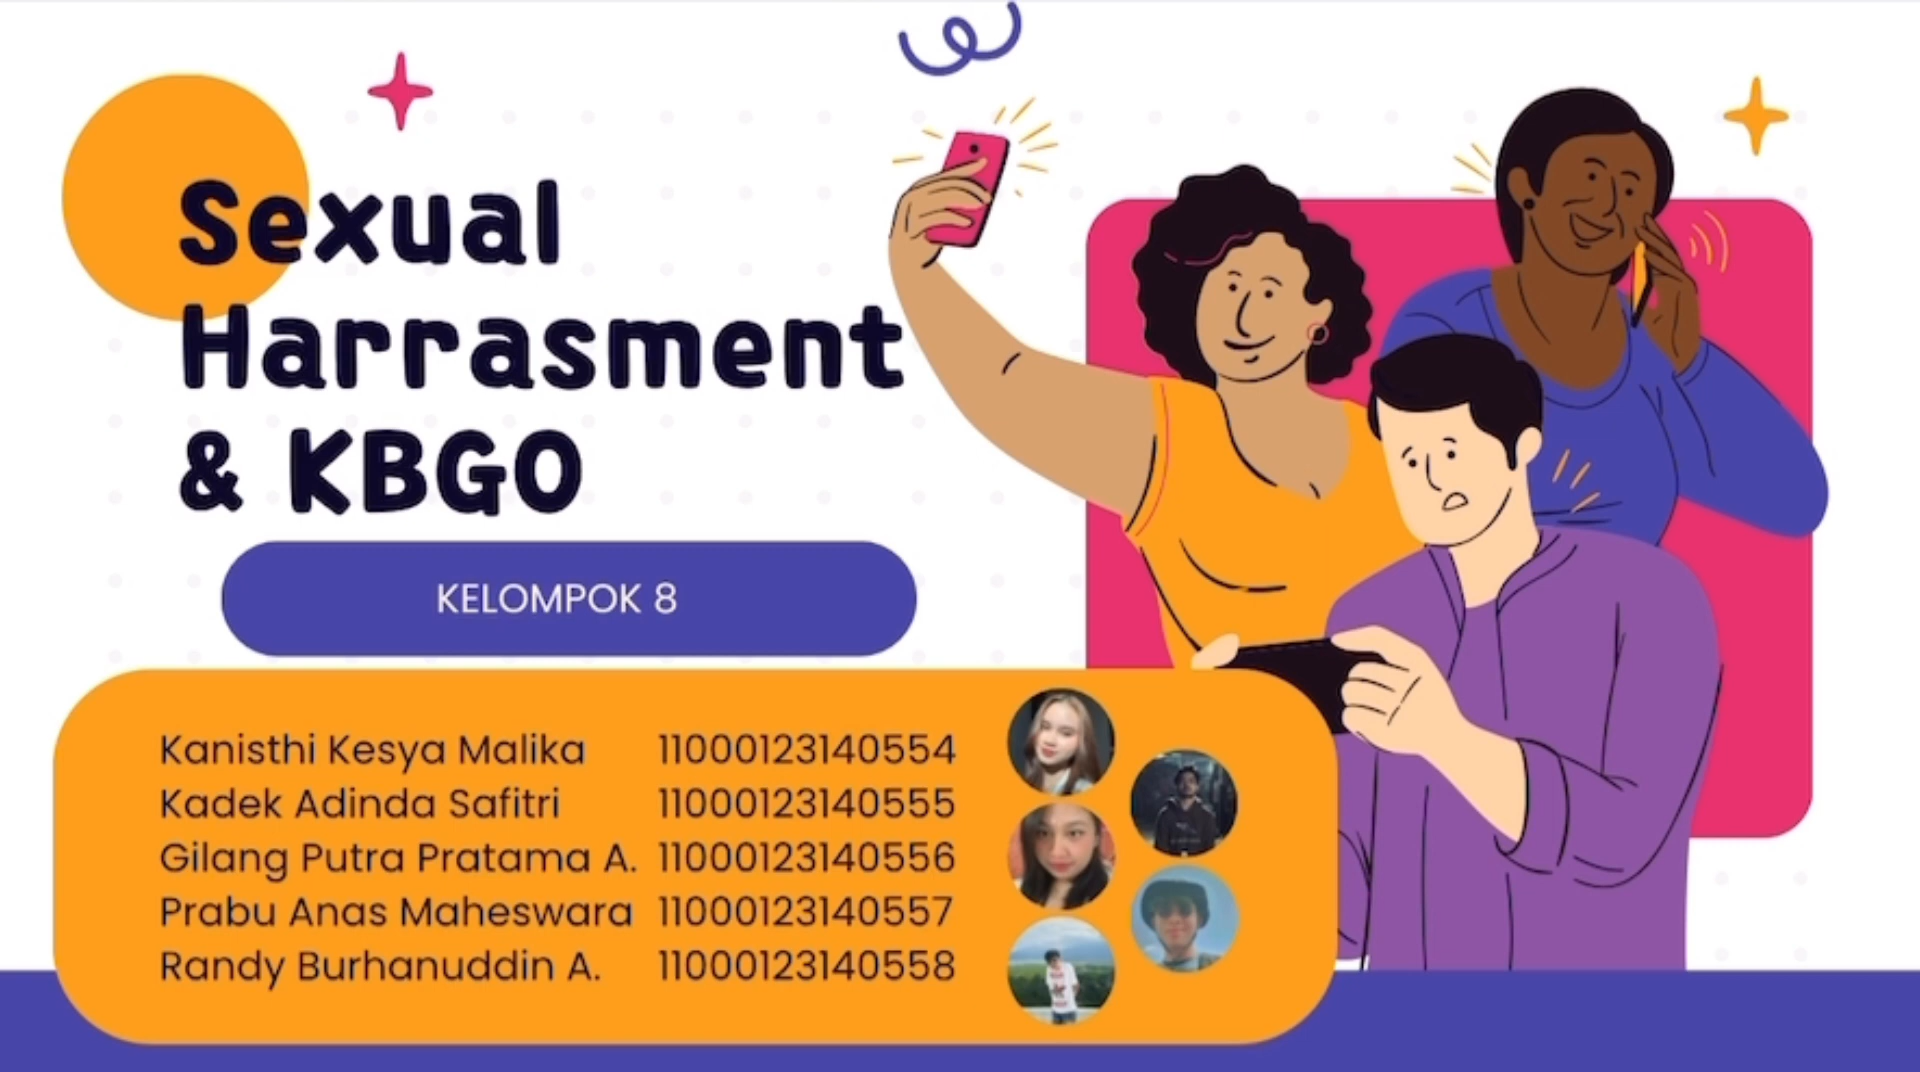 Sexual
Harrasment
& KBGO
KELOMPOK 8
Kanisthi Kesya Malika 11000123140554
Kadek Adinda Safitri 11000123140555
Gilang Putra Pratama A. 11000123140556
Prabu Anas Maheswara 11000123140557
Randy Burhanuddin A. 11000123140558